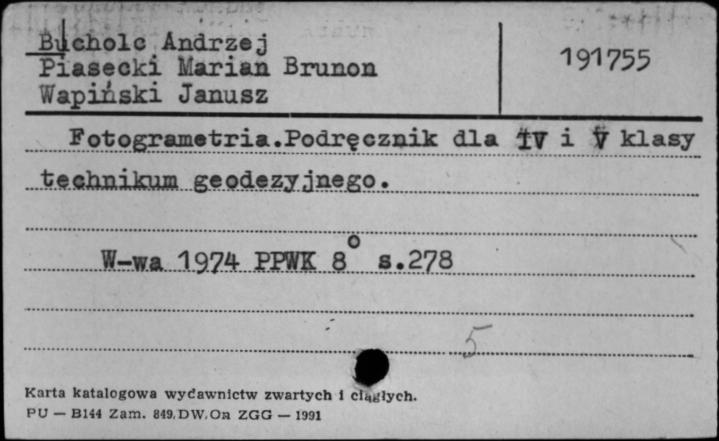 Bucholc Andrzej
191755
Piasecki Marian Brunon
Wapiński Janusz
Fotogrametria.Podręcznik dla IV i V klasy
technikum geodezyjnego.
W-wa 1974 PPWK 8° s.278
5
Karta katalogowa wydawnictw zwartych i ciągłych.
PU — B144 Zam. 849.DW.On ZGG — 1991